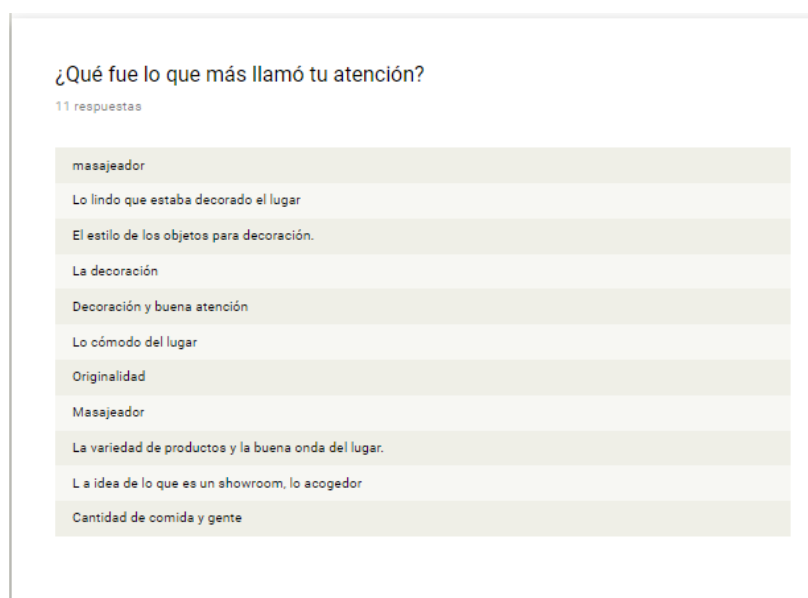 ¿Qué fue lo que más llamó tu atención?
11 respuestas
masajeador
Lo lindo que estaba decorado el lugar
El estilo de los objetos para decoración.
La decoración
Decoración y buena atención
Lo cómodo del lugar
Originalidad
Masajeador
La variedad de productos y la buena onda del lugar.
L a idea de lo que es un showroom, lo acogedor
Cantidad de comida y gente